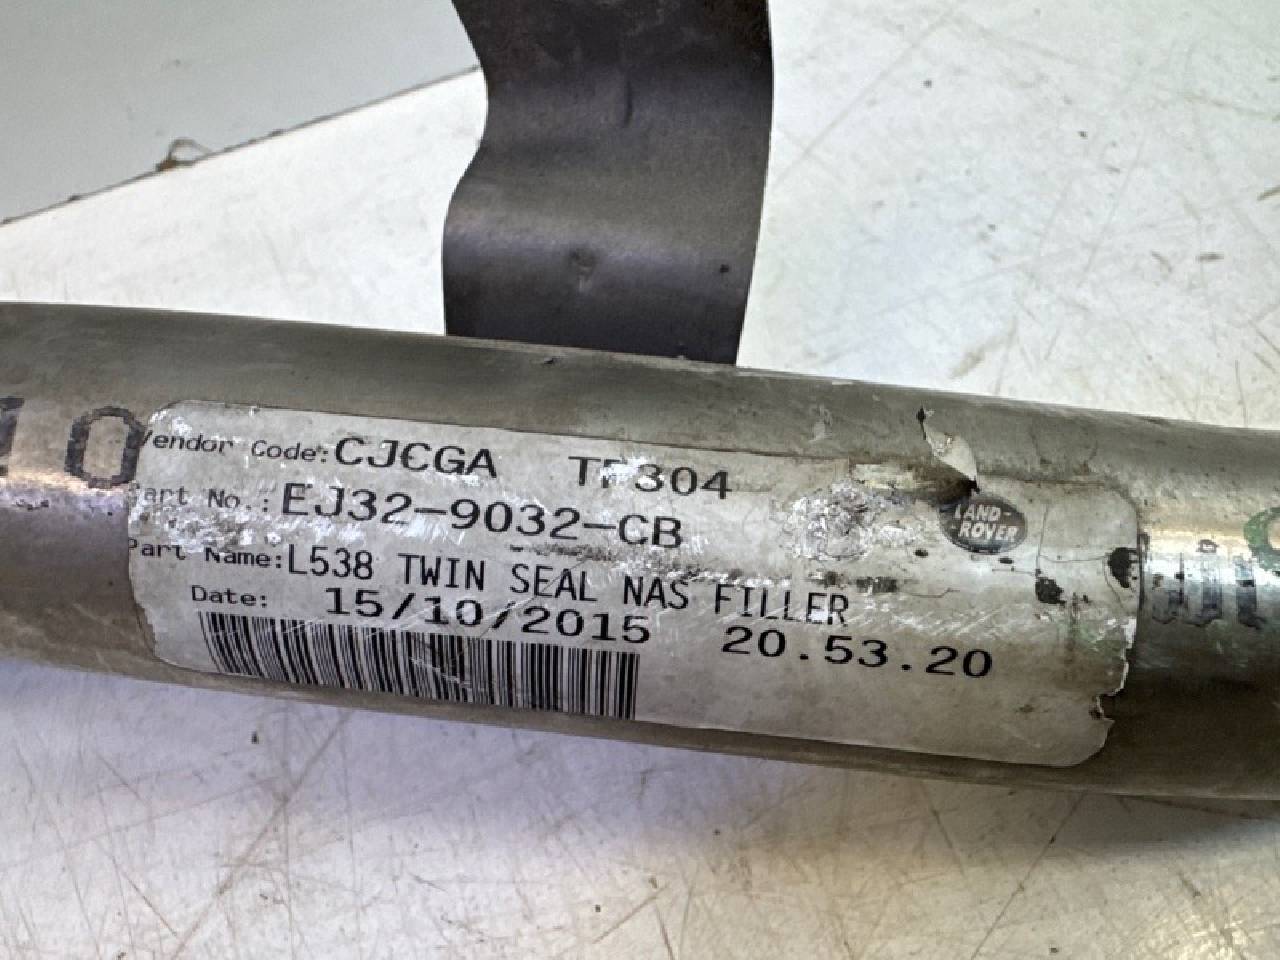 10
Vendor Code: CJCGA TF304
Part No.: EJ32-9032-CB
LAND-
ROVER
Part Name: L538 TWIN SEAL NAS FILLER
Date: 15/10/2015 20.53.20